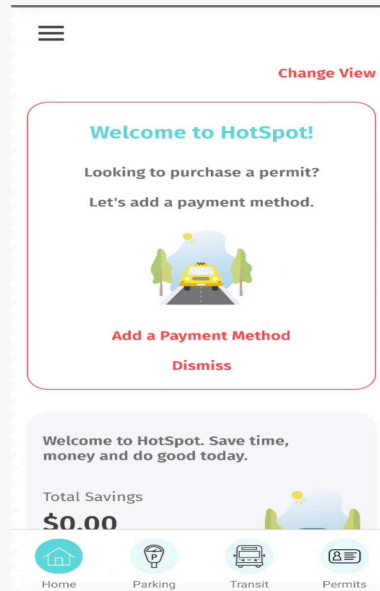 Change View
Welcome to HotSpot!
Looking to purchase a permit?
Let's add a payment method.
Add a Payment Method
Dismiss
Welcome to HotSpot. Save time,
money and do good today.
Total Savings
$0.00
P
Home
Parking
Transit
Permits